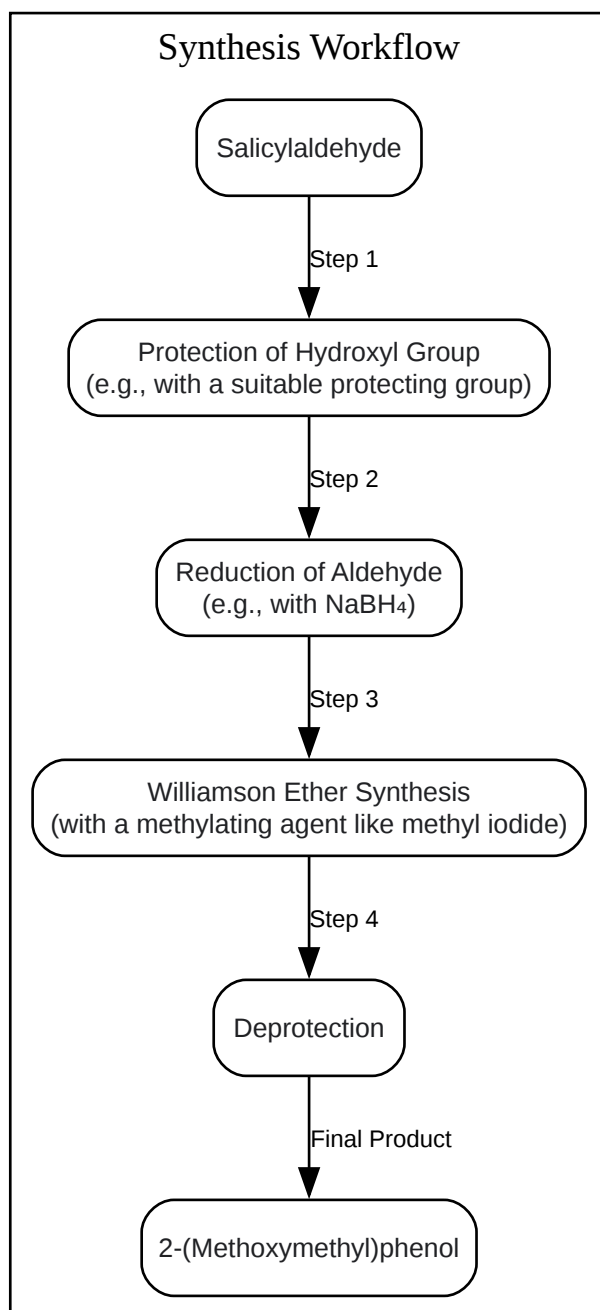 Synthesis Workflow
Salicylaldehyde
Step 1
Protection of Hydroxyl Group
(e.g., with a suitable protecting group)
Step 2
Reduction of Aldehyde
(e.g., with NaBH₄)
Step 3
Williamson Ether Synthesis
(with a methylating agent like methyl iodide)
Step 4
Deprotection
Final Product
2-(Methoxymethyl)phenol